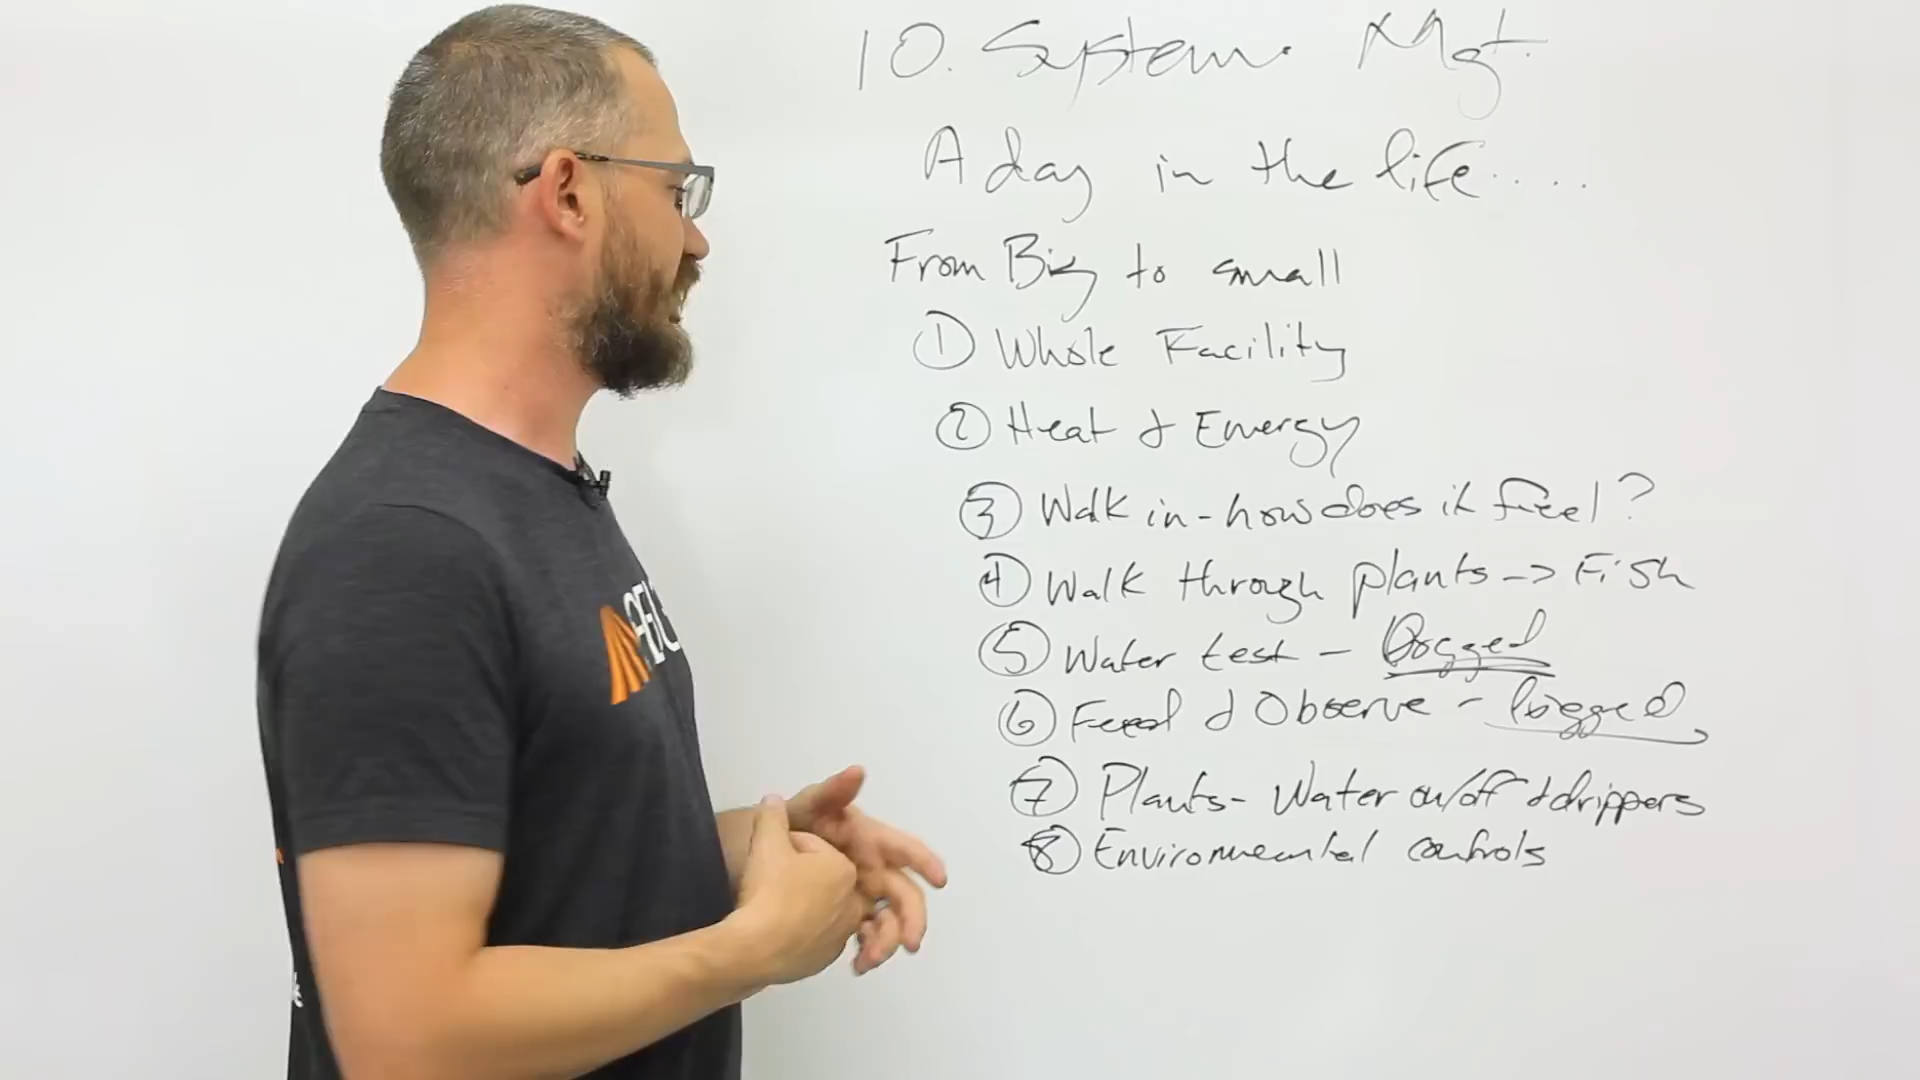 10. System Mgt.
A day in the life.....
From Big to small
① Whole Facility
② Heat & Energy
③ Walk in - how does it feel?
④ Walk through plants -> Fish
⑤ Water test - logged
⑥ Feed & Observe - logged
⑦ Plants - Water on/off & drippers
⑧ Environmental controls